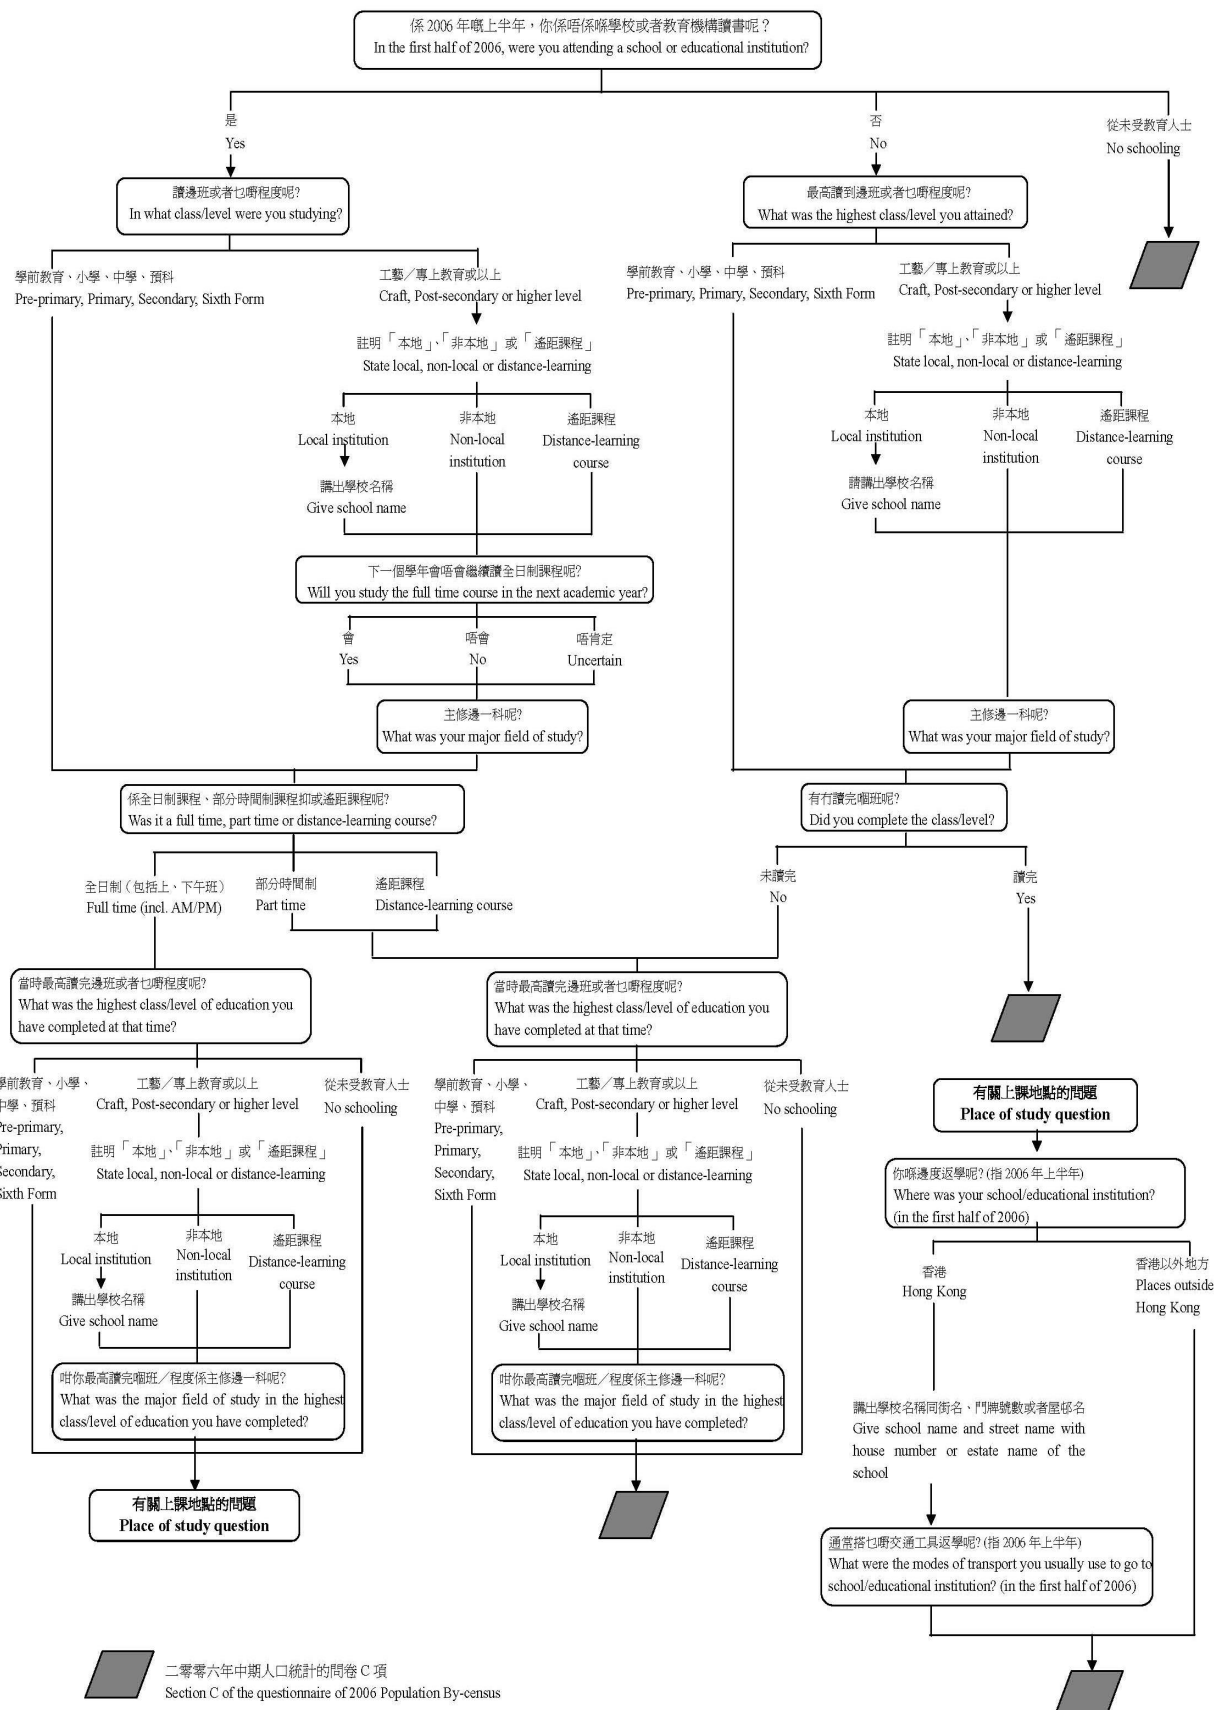 係 2006 年嘅上半年，你係唔係喺學校或者教育機構讀書呢？
In the first half of 2006, were you attending a school or educational institution?
是
Yes
否
No
從未受教育人士
No schooling
讀邊班或者乜嘢程度呢?
In what class/level were you studying?
最高讀到邊班或者乜嘢程度呢?
What was the highest class/level you attained?
學前教育、小學、中學、預科
Pre-primary, Primary, Secondary, Sixth Form
工藝／專上教育或以上
Craft, Post-secondary or higher level
註明「本地」、「非本地」或「遙距課程」
State local, non-local or distance-learning
本地
Local institution
講出學校名稱
Give school name
非本地
Non-local
institution
遙距課程
Distance-learning
course
下一個學年會唔會繼續讀全日制課程呢?
Will you study the full time course in the next academic year?
會
Yes
唔會
No
唔肯定
Uncertain
主修邊一科呢?
What was your major field of study?
學前教育、小學、中學、預科
Pre-primary, Primary, Secondary, Sixth Form
工藝／專上教育或以上
Craft, Post-secondary or higher level
註明「本地」、「非本地」或「遙距課程」
State local, non-local or distance-learning
本地
Local institution
請講出學校名稱
Give school name
非本地
Non-local
institution
遙距課程
Distance-learning
course
主修邊一科呢?
What was your major field of study?
係全日制課程、部分時間制課程抑或遙距課程呢?
Was it a full time, part time or distance-learning course?
有冇讀完嗰班呢?
Did you complete the class/level?
全日制（包括上、下午班）
Full time (incl. AM/PM)
部分時間制
Part time
遙距課程
Distance-learning course
未讀完
No
讀完
Yes
當時最高讀完邊班或者乜嘢程度呢?
What was the highest class/level of education you
have completed at that time?
當時最高讀完邊班或者乜嘢程度呢?
What was the highest class/level of education you
have completed at that time?
學前教育、小學、
中學、預科
Pre-primary,
Primary,
Secondary,
Sixth Form
工藝／專上教育或以上
Craft, Post-secondary or higher level
從未受教育人士
No schooling
註明「本地」、「非本地」或「遙距課程」
State local, non-local or distance-learning
本地
Local institution
講出學校名稱
Give school name
非本地
Non-local
institution
遙距課程
Distance-learning
course
咁你最高讀完嗰班／程度係主修邊一科呢?
What was the major field of study in the highest
class/level of education you have completed?
有關上課地點的問題
Place of study question
學前教育、小學、
中學、預科
Pre-primary,
Primary,
Secondary,
Sixth Form
工藝／專上教育或以上
Craft, Post-secondary or higher level
從未受教育人士
No schooling
註明「本地」、「非本地」或「遙距課程」
State local, non-local or distance-learning
本地
Local institution
講出學校名稱
Give school name
非本地
Non-local
institution
遙距課程
Distance-learning
course
咁你最高讀完嗰班／程度係主修邊一科呢?
What was the major field of study in the highest
class/level of education you have completed?
有關上課地點的問題
Place of study question
你喺邊度返學呢? (指 2006 年上半年)
Where was your school/educational institution?
(in the first half of 2006)
香港
Hong Kong
香港以外地方
Places outside
Hong Kong
講出學校名稱同街名、門牌號數或者屋邨名
Give school name and street name with
house number or estate name of the
school
通常搭乜嘢交通工具返學呢? (指 2006 年上半年)
What were the modes of transport you usually use to go to
school/educational institution? (in the first half of 2006)
二零零六年中期人口統計的問卷 C 項
Section C of the questionnaire of 2006 Population By-census